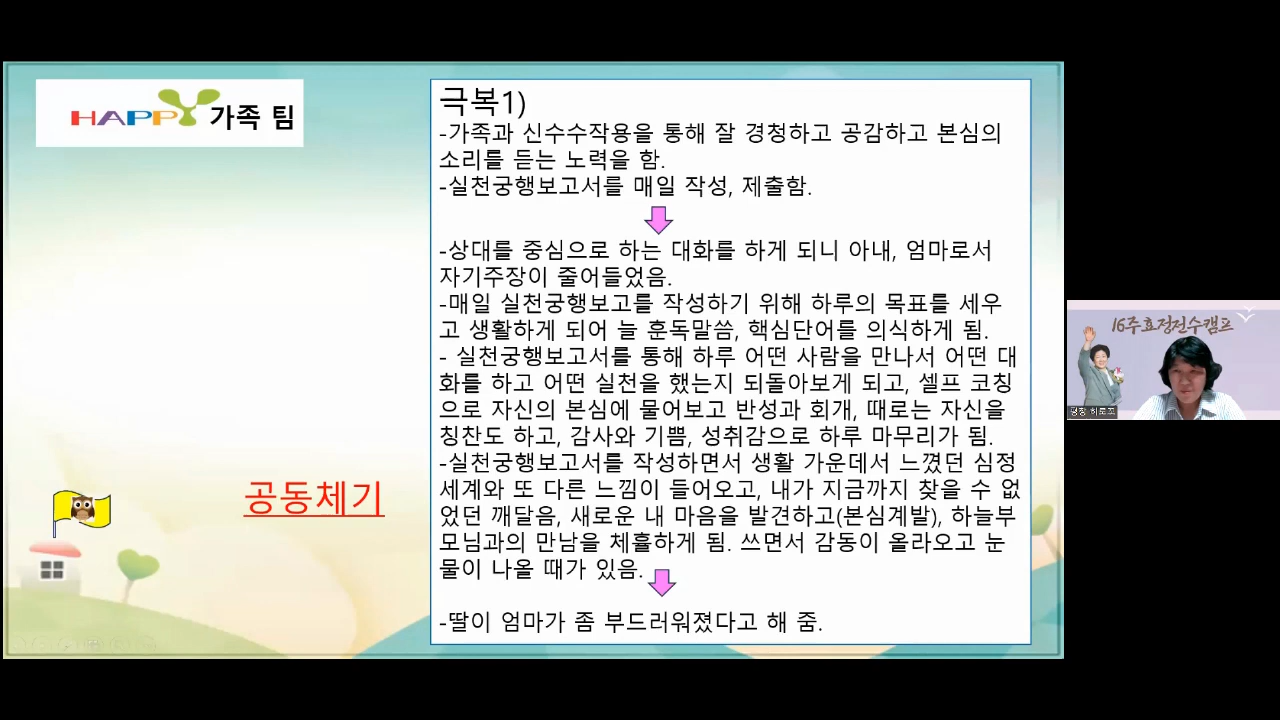 HAPPY 가족 팀
극복1)
-가족과 신수수작용을 통해 잘 경청하고 공감하고 본심의
소리를 듣는 노력을 함.
-실천궁행보고서를 매일 작성, 제출함.
-상대를 중심으로 하는 대화를 하게 되니 아내, 엄마로서
자기주장이 줄어들었음.
-매일 실천궁행보고를 작성하기 위해 하루의 목표를 세우
고 생활하게 되어 늘 훈독말씀, 핵심단어를 의식하게 됨.
- 실천궁행보고서를 통해 하루 어떤 사람을 만나서 어떤 대
화를 하고 어떤 실천을 했는지 되돌아보게 되고, 셀프 코칭
으로 자신의 본심에 물어보고 반성과 회개, 때로는 자신을
칭찬도 하고, 감사와 기쁨, 성취감으로 하루 마무리가 됨.
-실천궁행보고서를 작성하면서 생활 가운데서 느꼈던 심정
세계와 또 다른 느낌이 들어오고, 내가 지금까지 찾을 수 없
었던 깨달음, 새로운 내 마음을 발견하고(본심계발), 하늘부
모님과의 만남을 체휼하게 됨. 쓰면서 감동이 올라오고 눈
물이 나올 때가 있음.
-딸이 엄마가 좀 부드러워졌다고 해 줌.
공동체기
16주효정전수캠프